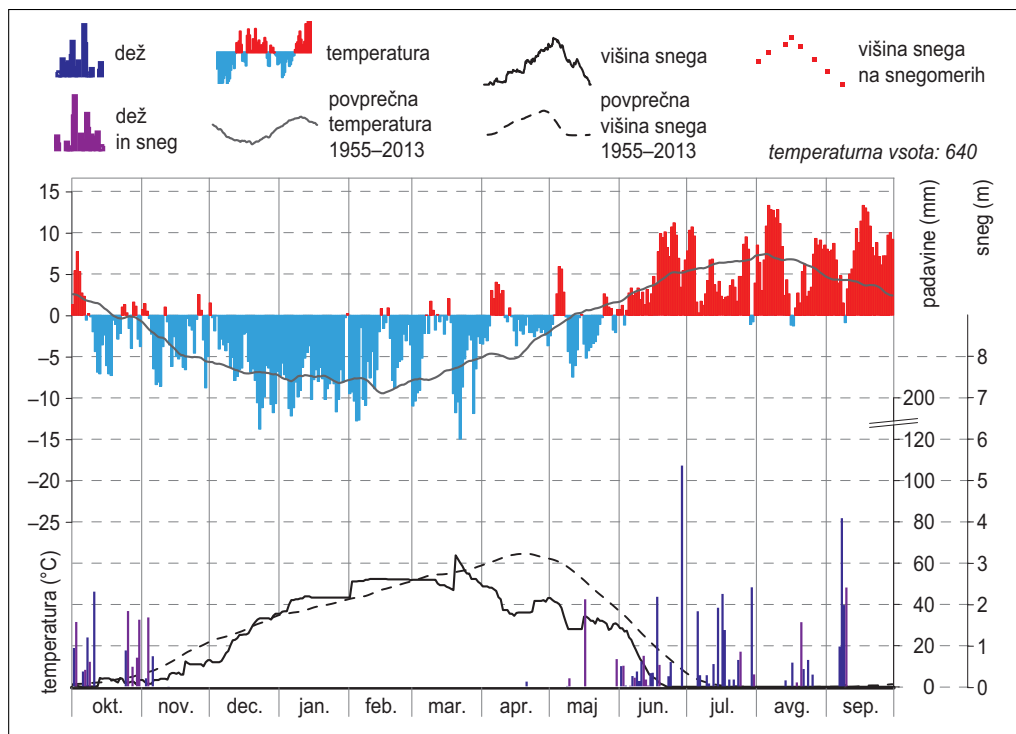 dež
temperatura
višina snega
višina snega
na snegomerih
dež
in sneg
povprečna
temperatura
1955–2013
povprečna
višina snega
1955–2013
temperaturna vsota: 640
15
10
5
0
–5
–10
–15
–20
–25
temperatura (°C)
padavine (mm)
200
120
100
80
60
40
20
0
sneg (m)
8
7
6
5
4
3
2
1
0
okt.
nov.
dec.
jan.
feb.
mar.
apr.
maj
jun.
jul.
avg.
sep.